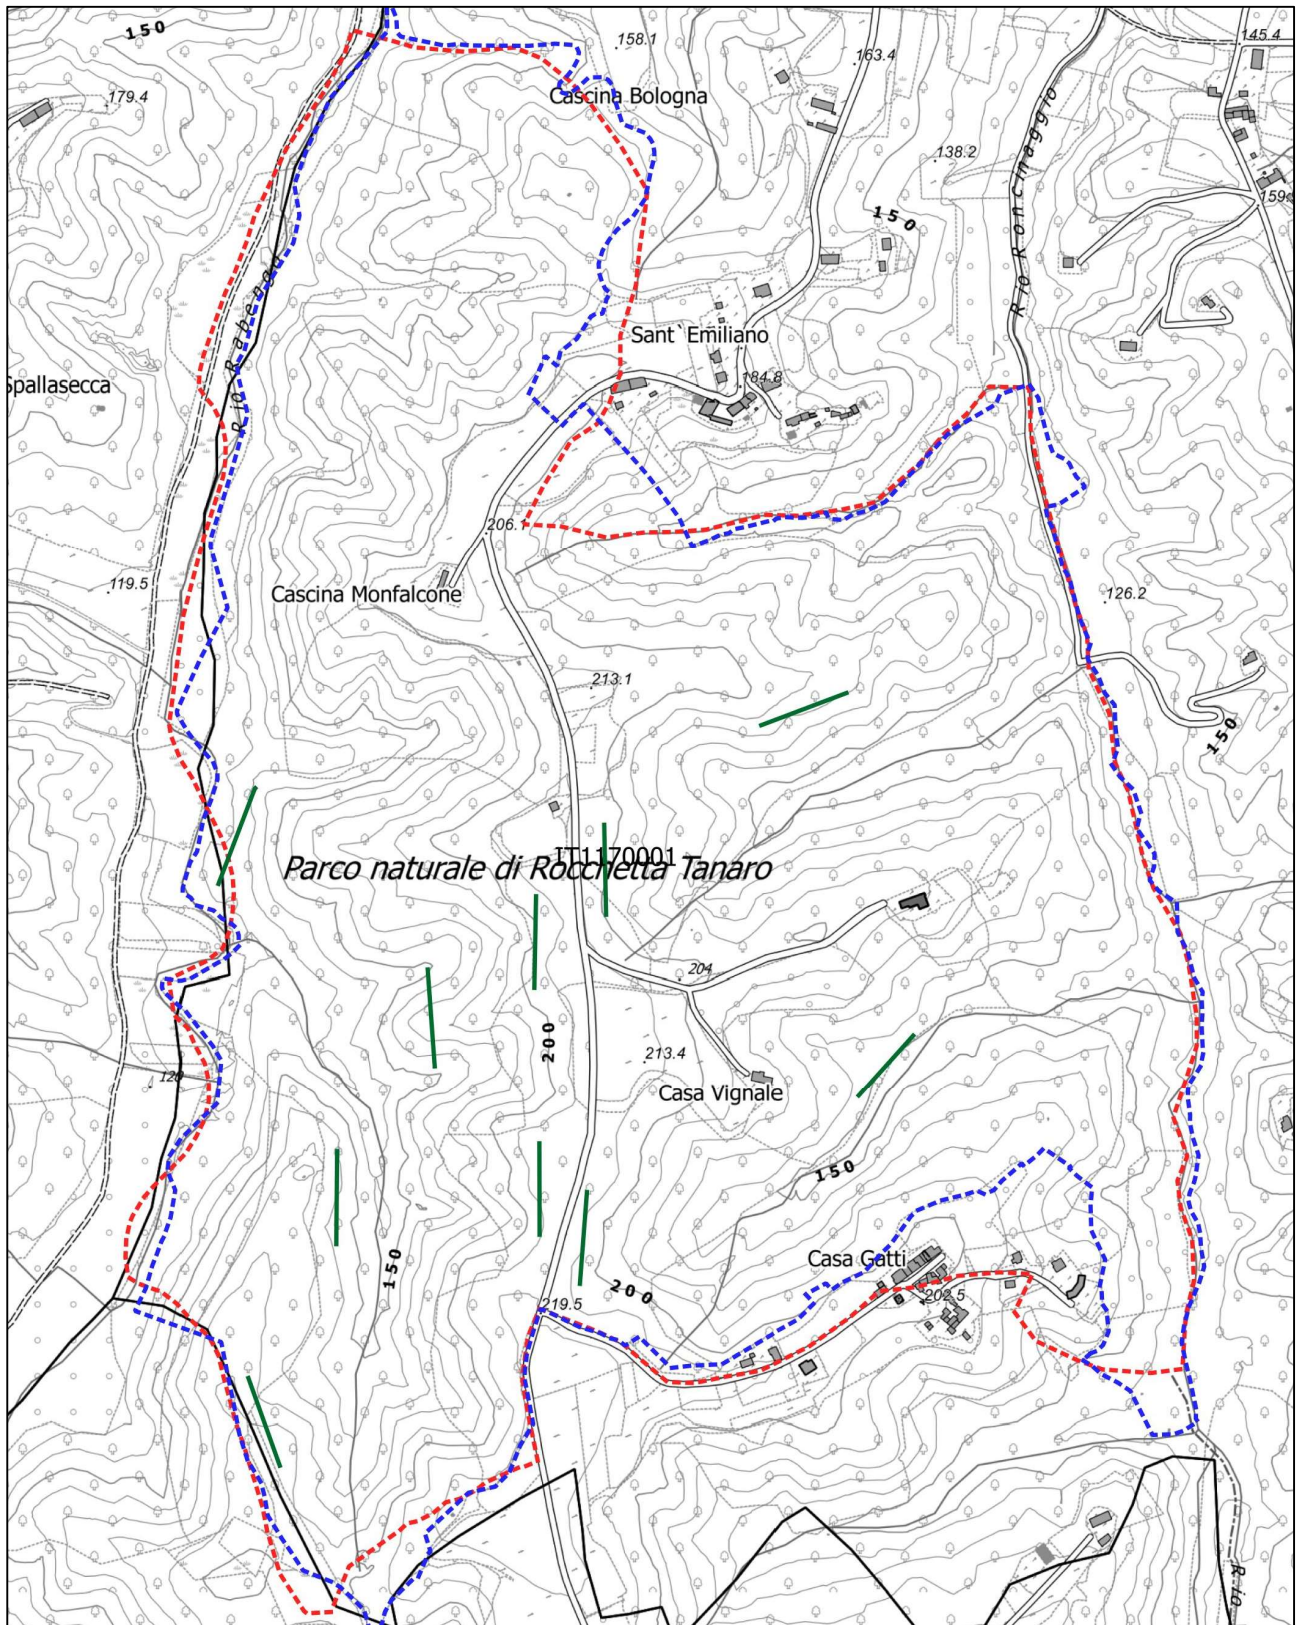 150
158.1
163.4
145.4
179.4
Cascina Bologna
Rio Roncinaggio
138.2
159.
150
Rio Rabengo
Sant`Emiliano
184.8
Spallasecca
206.1
119.5
Cascina Monfalcone
126.2
213.1
150
IT1170001
Parco naturale di Rocchetta Tanaro
204
200
213.4
120
Casa Vignale
150
150
Casa Gatti
200
202.5
219.5
Rio